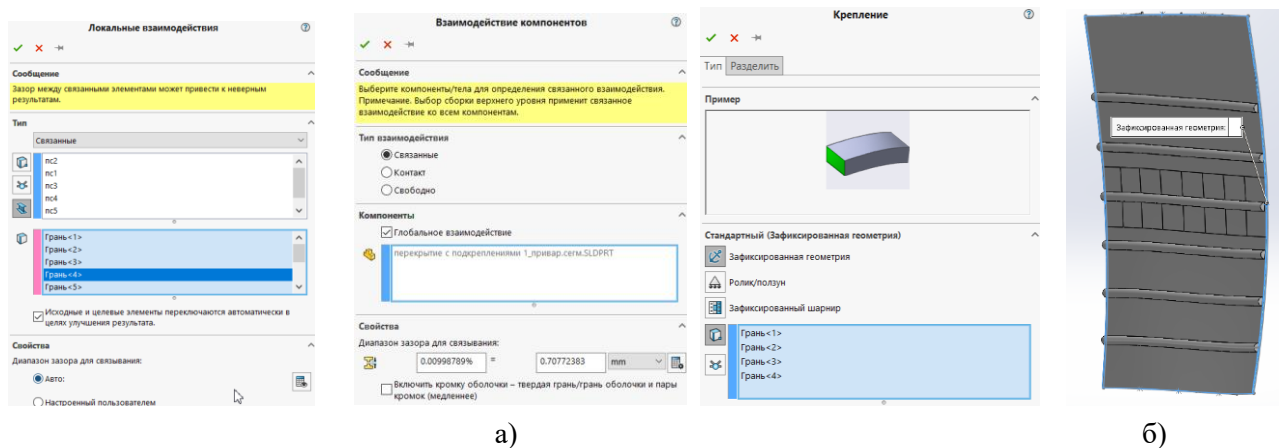 Локальные взаимодействия
Сообщение
Зазор между связанными элементами может привести к неверным
результатам.
Тип
Связанные
пс2
пс1
пс3
пс4
пс5
Грань<1>
Грань<2>
Грань<3>
Грань<4>
Грань<5>
Исходные и целевые элементы переключаются автоматически в
целях улучшения результата.
Свойства
Диапазон зазора для связывания:
Авто:
Настроенный пользователем
Взаимодействие компонентов
Сообщение
Выберите компоненты/тела для определения связанного взаимодействия.
Примечание. Выбор сборки верхнего уровня применит связанное
взаимодействие ко всем компонентам.
Тип взаимодействия
Связанные
Контакт
Свободно
Компоненты
Глобальное взаимодействие
перекрытие с подкреплениями 1_привар.сегм.SLDPRT
Свойства
Диапазон зазора для связывания:
0.00998789% = 0.70772383 mm
Включить кромку оболочки – твердая грань/грань оболочки и пары
кромок (медленнее)
Крепление
Тип Разделить
Пример
Стандартный (Зафиксированная геометрия)
Зафиксированная геометрия
Ролик/ползун
Зафиксированный шарнир
Грань<1>
Грань<2>
Грань<3>
Грань<4>
Зафиксированная геометрия:
а)
б)